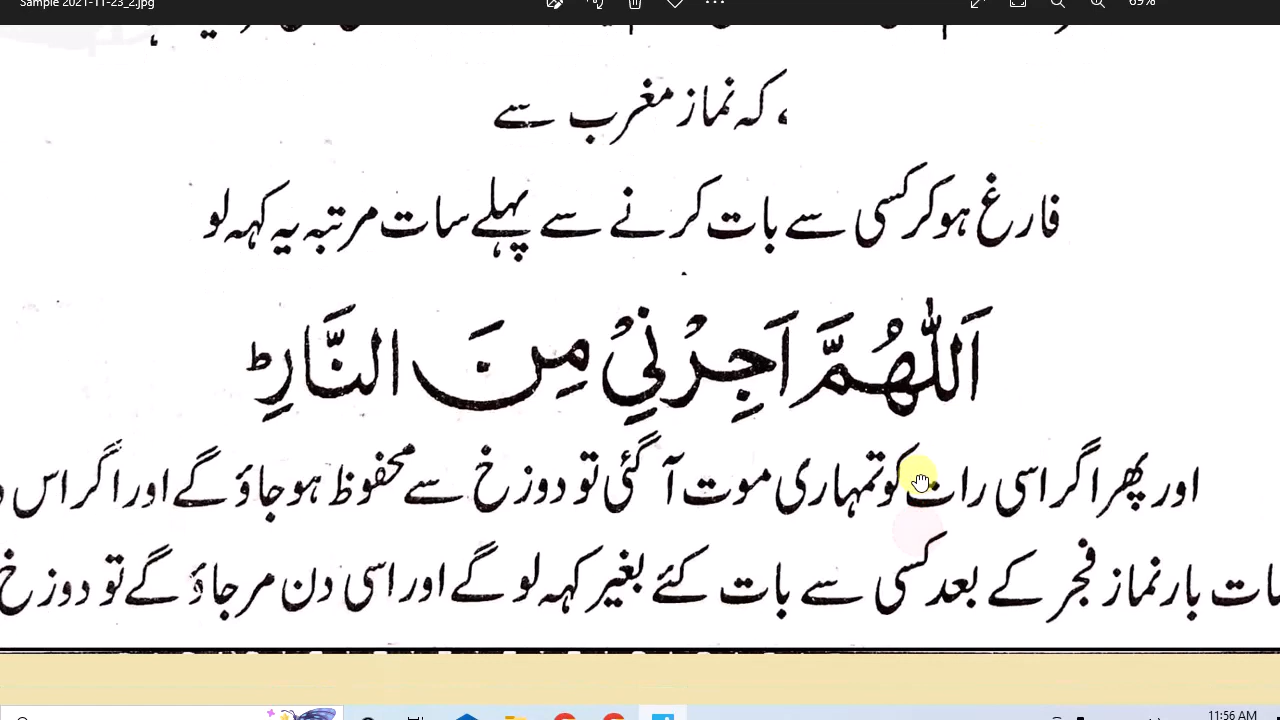 Sample 2021-11-23_2.jpg
69%
، کہ نماز مغرب سے
فارغ ہو کر کسی سے بات کرنے سے پہلے سات مرتبہ یہ کہہ لو
اَللّٰهُمَّ اَجِرْنِیْ مِنَ النَّارِؕ
اور پھر اگر اسی رات کو تمہاری موت آ گئی تو دوزخ سے محفوظ ہو جاؤ گے اور اگر اس
بار نماز فجر کے بعد کسی سے بات کئے بغیر کہہ لو گے اور اسی دن مر جاؤ گے تو دوزخ
11:56 AM